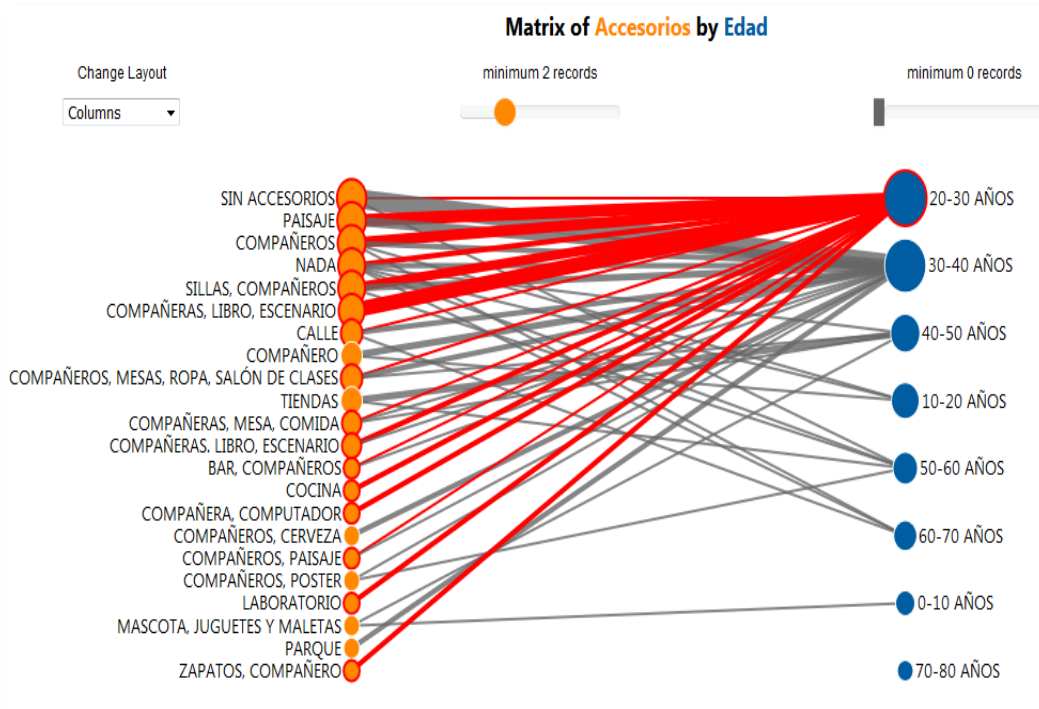 Matrix of Accesorios by Edad
Change Layout
minimum 2 records
minimum 0 records
Columns
SIN ACCESORIOS
PAISAJE
COMPAÑEROS
NADA
SILLAS, COMPAÑEROS
COMPAÑERAS, LIBRO, ESCENARIO
CALLE
COMPAÑERO
COMPAÑEROS, MESAS, ROPA, SALÓN DE CLASES
TIENDAS
COMPAÑERAS, MESA, COMIDA
COMPAÑERAS. LIBRO, ESCENARIO
BAR, COMPAÑEROS
COCINA
COMPAÑERA, COMPUTADOR
COMPAÑEROS, CERVEZA
COMPAÑEROS, PAISAJE
COMPAÑEROS, POSTER
LABORATORIO
MASCOTA, JUGUETES Y MALETAS
PARQUE
ZAPATOS, COMPAÑERO
20-30 AÑOS
30-40 AÑOS
40-50 AÑOS
10-20 AÑOS
50-60 AÑOS
60-70 AÑOS
0-10 AÑOS
70-80 AÑOS